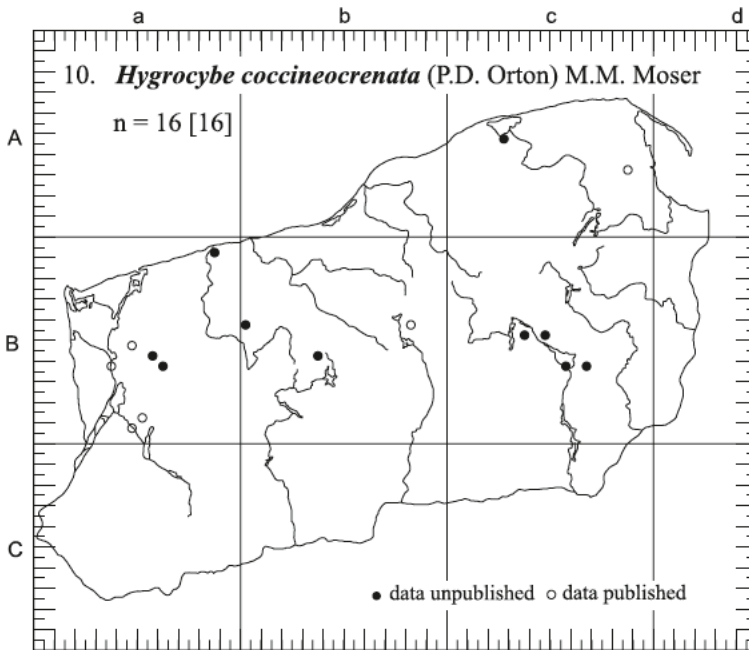 a b c d
10. Hygrocybe coccineocrenata (P.D. Orton) M.M. Moser
n = 16 [16]
A
B
C
data unpublished data published